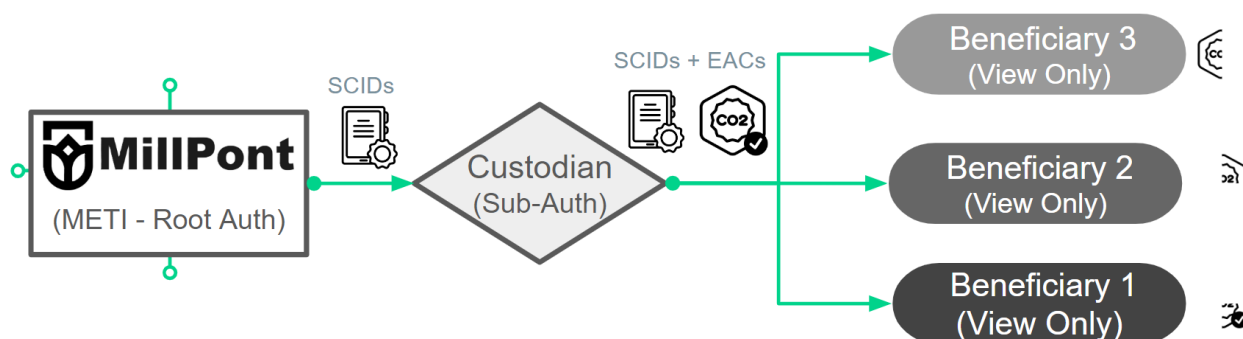 SCIDs
SCIDs + EACs
MillPont
(METI - Root Auth)
Custodian
(Sub-Auth)
CO2
Beneficiary 3
(View Only)
Beneficiary 2
(View Only)
Beneficiary 1
(View Only)